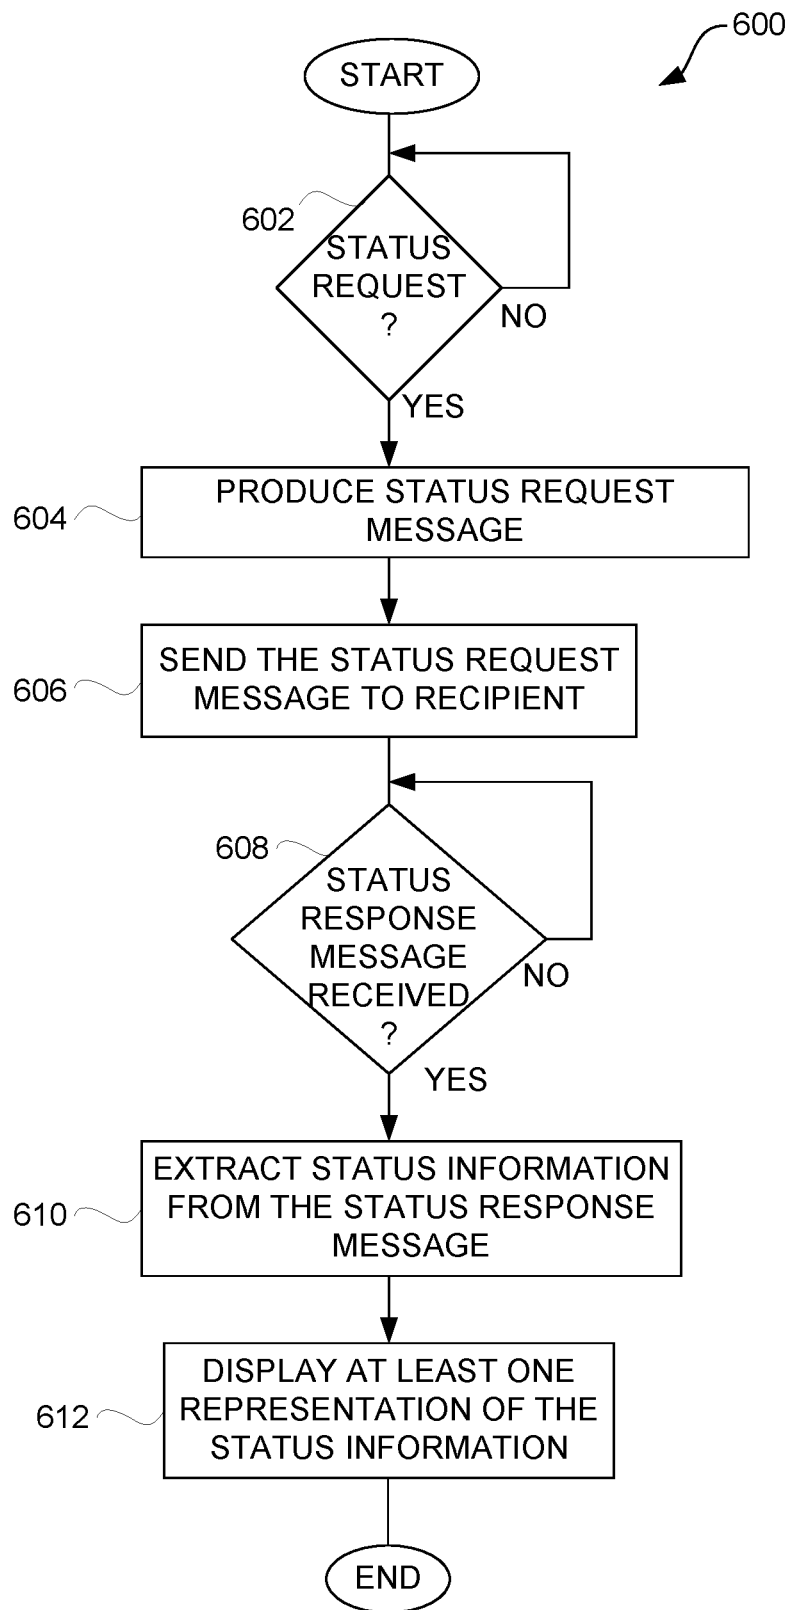 600
START
602
STATUS
REQUEST
?
NO
YES
604
PRODUCE STATUS REQUEST
MESSAGE
606
SEND THE STATUS REQUEST
MESSAGE TO RECIPIENT
608
STATUS
RESPONSE
MESSAGE
RECEIVED
?
NO
YES
610
EXTRACT STATUS INFORMATION
FROM THE STATUS RESPONSE
MESSAGE
612
DISPLAY AT LEAST ONE
REPRESENTATION OF THE
STATUS INFORMATION
END